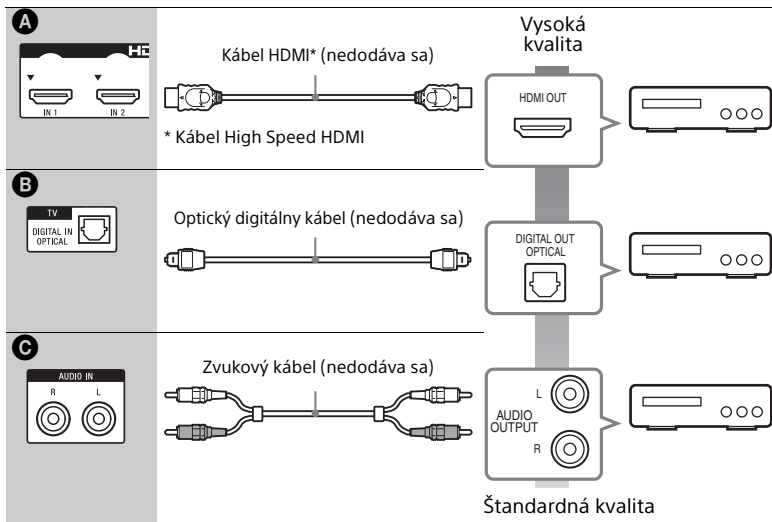 A
HD
IN 1
IN 2
Kábel HDMI* (nedodáva sa)
* Kábel High Speed HDMI
Vysoká
kvalita
HDMI OUT
B
TV
DIGITAL IN
OPTICAL
Optický digitálny kábel (nedodáva sa)
DIGITAL OUT
OPTICAL
C
AUDIO IN
R
L
Zvukový kábel (nedodáva sa)
L
AUDIO
OUTPUT
R
Štandardná kvalita